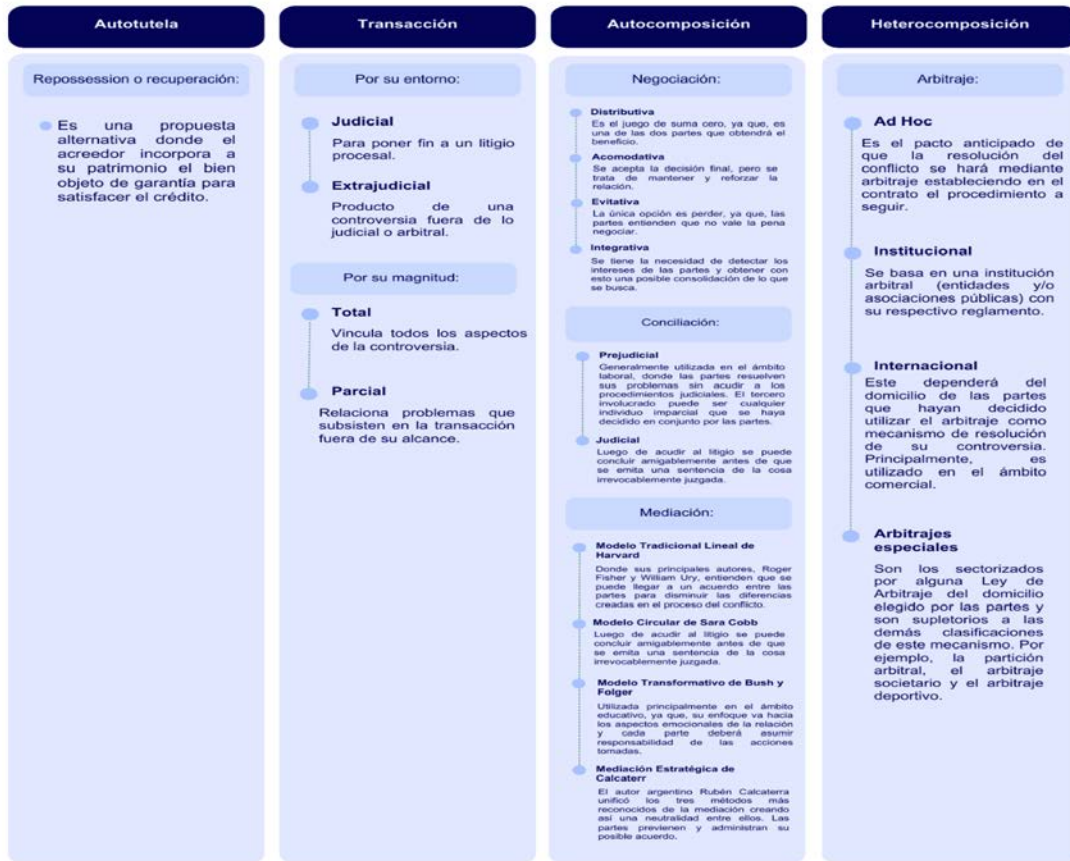 Autotutela
Repossession o recuperación:
Es una propuesta
alternativa donde el
acreedor incorpora a
su patrimonio el bien
objeto de garantía para
satisfacer el crédito.
Transacción
Por su entorno:
Judicial
Para poner fin a un litigio
procesal.
Extrajudicial
Producto de una
controversia fuera de lo
judicial o arbitral.
Por su magnitud:
Total
Vincula todos los aspectos
de la controversia.
Parcial
Relaciona problemas que
subsisten en la transacción
fuera de su alcance.
Autocomposición
Negociación:
Distributiva
Es el juego de suma cero, ya que, es
una de las dos partes que obtendrá el
beneficio.
Acomodativa
Se acepta la decisión final, pero se
trata de mantener y reforzar la
relación.
Evitativa
La única opción es perder, ya que, las
partes entienden que no vale la pena
negociar.
Integrativa
Se tiene la necesidad de detectar los
intereses de las partes y obtener con
esto una posible consolidación de lo que
se busca.
Conciliación:
Prejudicial
Generalmente utilizada en el ámbito
laboral, donde las partes resuelven
sus problemas sin acudir a los
procedimientos judiciales. El tercero
involucrado puede ser cualquier
individuo imparcial que se haya
decidido en conjunto por las partes.
Judicial
Luego de acudir al litigio se puede
concluir amigablemente antes de que
se emita una sentencia de la cosa
irrevocablemente juzgada.
Mediación:
Modelo Tradicional Lineal de
Harvard
Donde sus principales autores, Roger
Fisher y William Ury, entienden que se
puede llegar a un acuerdo entre las
partes para disminuir las diferencias
creadas en el proceso del conflicto.
Modelo Circular de Sara Cobb
Luego de acudir al litigio se puede
concluir amigablemente antes de que
se emita una sentencia de la cosa
irrevocablemente juzgada.
Modelo Transformativo de Bush y
Folger
Utilizada principalmente en el ámbito
educativo, ya que, su enfoque va hacia
los aspectos emocionales de la relación
y cada parte deberá asumir
responsabilidad de las acciones
tomadas.
Mediación Estratégica de
Calcaterr
El autor argentino Rubén Calcaterra
unificó los tres métodos más
reconocidos de la mediación creando
así una neutralidad entre ellos. Las
partes previenen y administran su
posible acuerdo.
Heterocomposición
Arbitraje:
Ad Hoc
Es el pacto anticipado de
que la resolución del
conflicto se hará mediante
arbitraje estableciendo en el
contrato el procedimiento a
seguir.
Institucional
Se basa en una institución
arbitral (entidades y/o
asociaciones públicas) con
su respectivo reglamento.
Internacional
Este dependerá del
domicilio de las partes
que hayan decidido
utilizar el arbitraje como
mecanismo de resolución
de su controversia.
Principalmente, es
utilizado en el ámbito
comercial.
Arbitrajes
especiales
Son los sectorizados
por alguna Ley de
Arbitraje del domicilio
elegido por las partes y
son supletorios a las
demás clasificaciones
de este mecanismo. Por
ejemplo, la partición
arbitral, el arbitraje
societario y el arbitraje
deportivo.